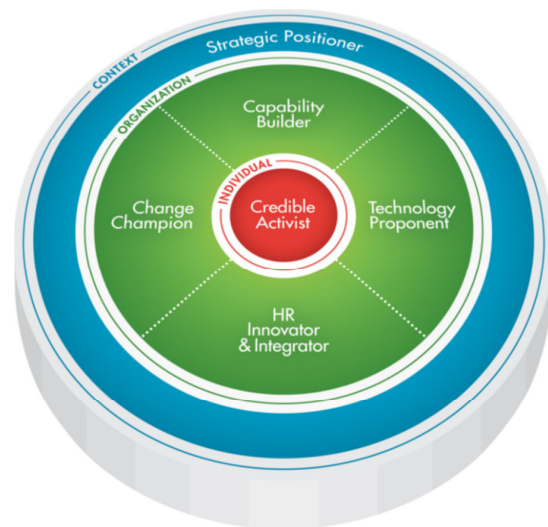 CONTEXT
Strategic Positioner
ORGANIZATION
Capability
Builder
INDIVIDUAL
Change
Champion
Credible
Activist
Technology
Proponent
HR
Innovator
& Integrator